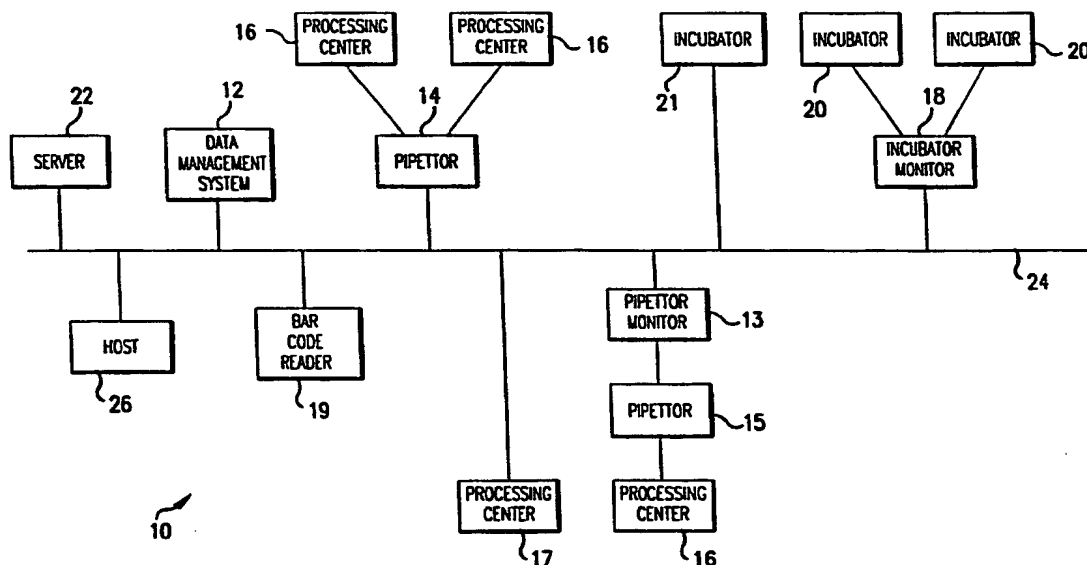 16
PROCESSING
CENTER
PROCESSING
CENTER
16
INCUBATOR
21
INCUBATOR
20
INCUBATOR
20
22
SERVER
12
DATA
MANAGEMENT
SYSTEM
14
PIPETTOR
18
INCUBATOR
MONITOR
24
HOST
26
BAR
CODE
READER
19
PIPETTOR
MONITOR
13
PIPETTOR
15
PROCESSING
CENTER
17
PROCESSING
CENTER
16
10